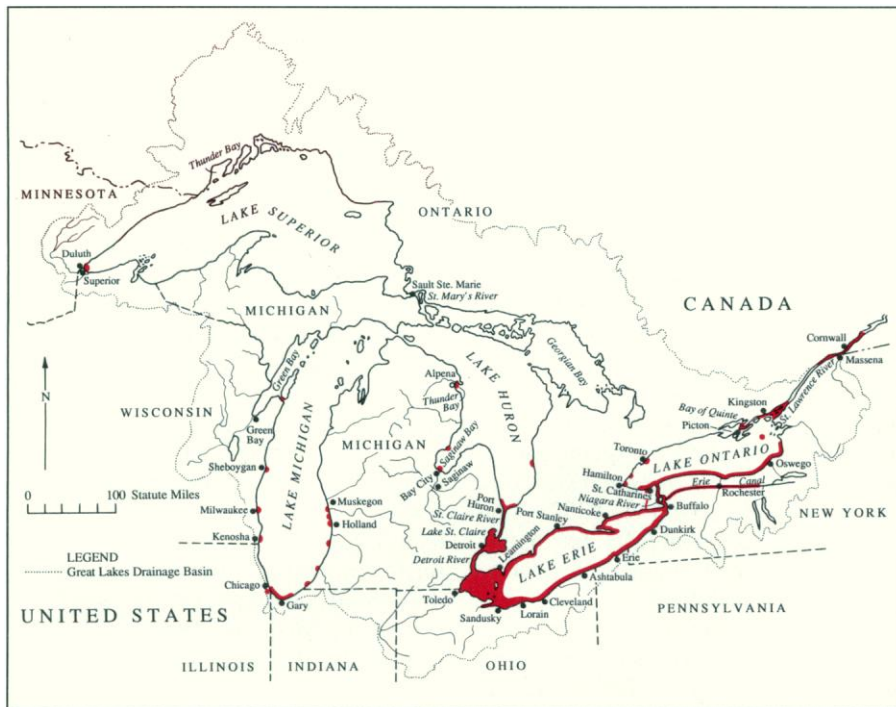 Thunder Bay
MINNESOTA
LAKE SUPERIOR
ONTARIO
Duluth
Superior
Sault Ste. Marie
St. Mary's River
MICHIGAN
CANADA
Georgian Bay
Cornwall
Massena
N
Green Bay
LAKE HURON
Alpena
Thunder
Bay
St. Lawrence River
Kingston
Bay of Quinte
Picton
WISCONSIN
Green
Bay
LAKE MICHIGAN
MICHIGAN
Saginaw Bay
Bay City
Saginaw
Toronto
LAKE ONTARIO
Oswego
Sheboygan
Hamilton
St. Catharines
Erie Canal
Rochester
Niagara River
0 100 Statute Miles
Milwaukee
Muskegon
Holland
Port
Huron
St. Claire River
Port Stanley
Nanticoke
Buffalo
NEW YORK
Kenosha
Lake St. Claire
Leamington
Dunkirk
Detroit
Detroit River
LAKE ERIE
Erie
LEGEND
Great Lakes Drainage Basin
Chicago
Gary
Toledo
Ashtabula
Cleveland
Lorain
Sandusky
PENNSYLVANIA
UNITED STATES
ILLINOIS
INDIANA
OHIO